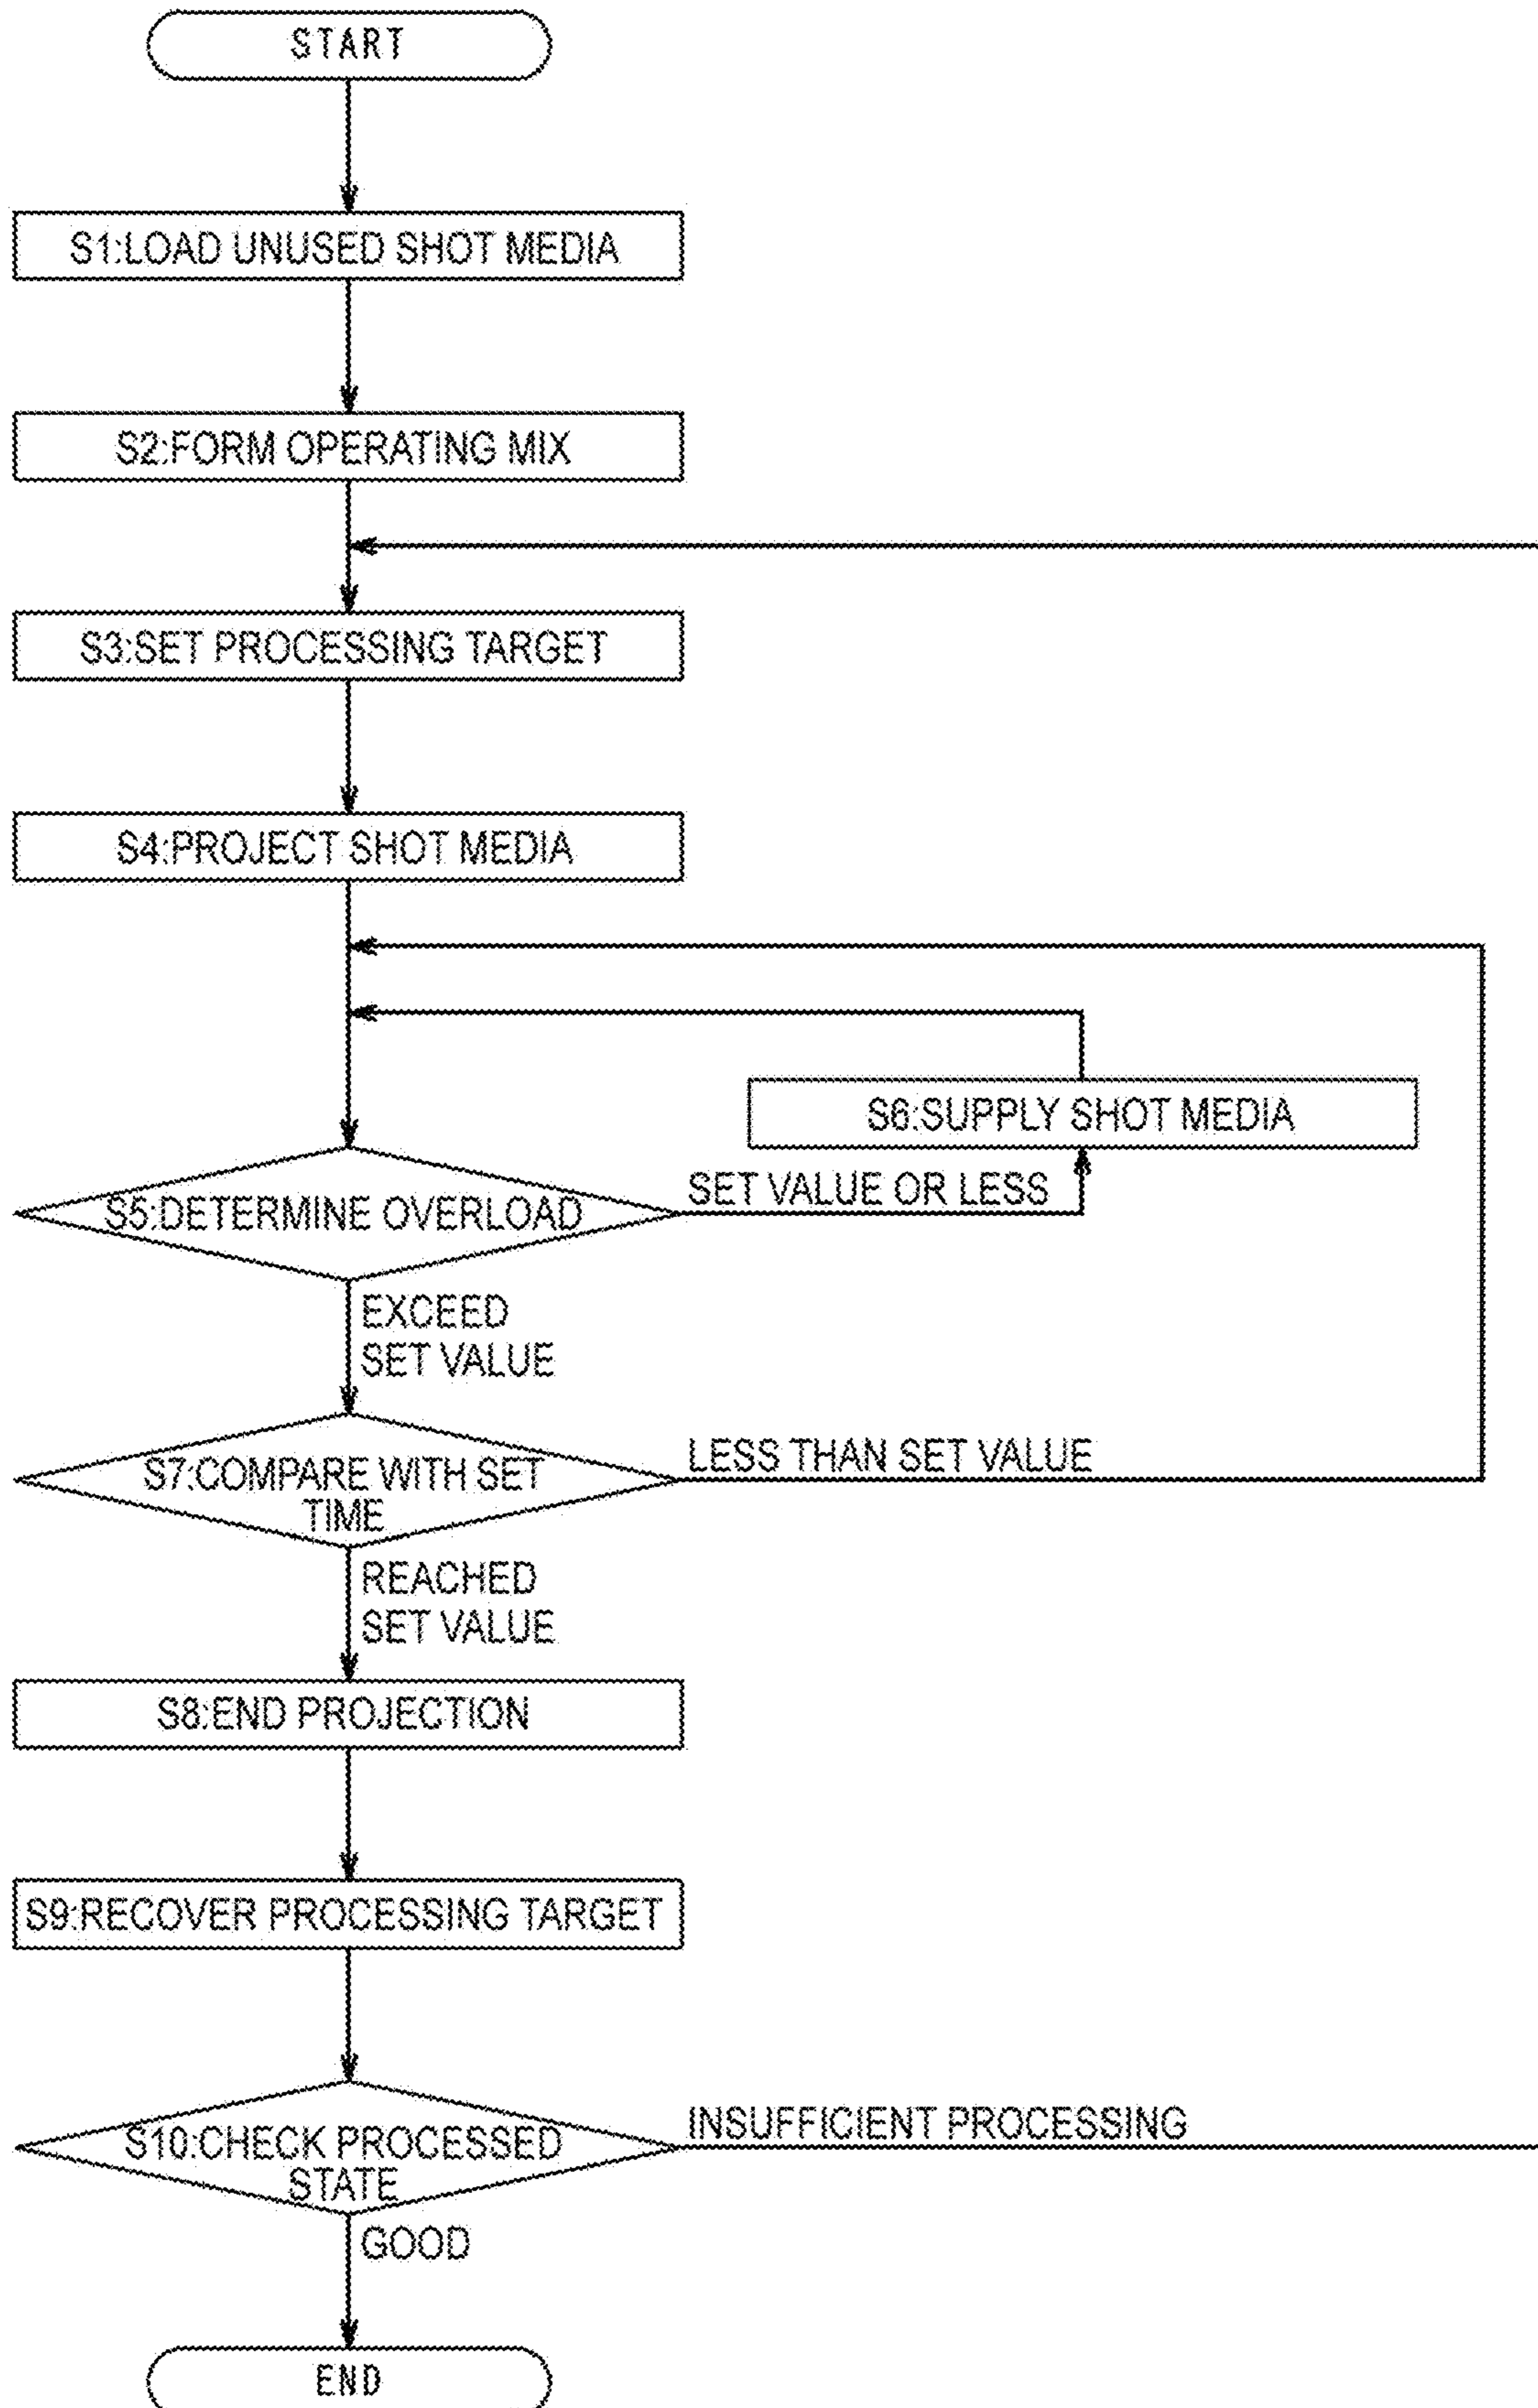 START
S1:LOAD UNUSED SHOT MEDIA
S2:FORM OPERATING MIX
S3:SET PROCESSING TARGET
S4:PROJECT SHOT MEDIA
S6:SUPPLY SHOT MEDIA
S5:DETERMINE OVERLOAD
SET VALUE OR LESS
EXCEED
SET VALUE
S7:COMPARE WITH SET
TIME
LESS THAN SET VALUE
REACHED
SET VALUE
S8:END PROJECTION
S9:RECOVER PROCESSING TARGET
S10:CHECK PROCESSED
STATE
INSUFFICIENT PROCESSING
GOOD
END